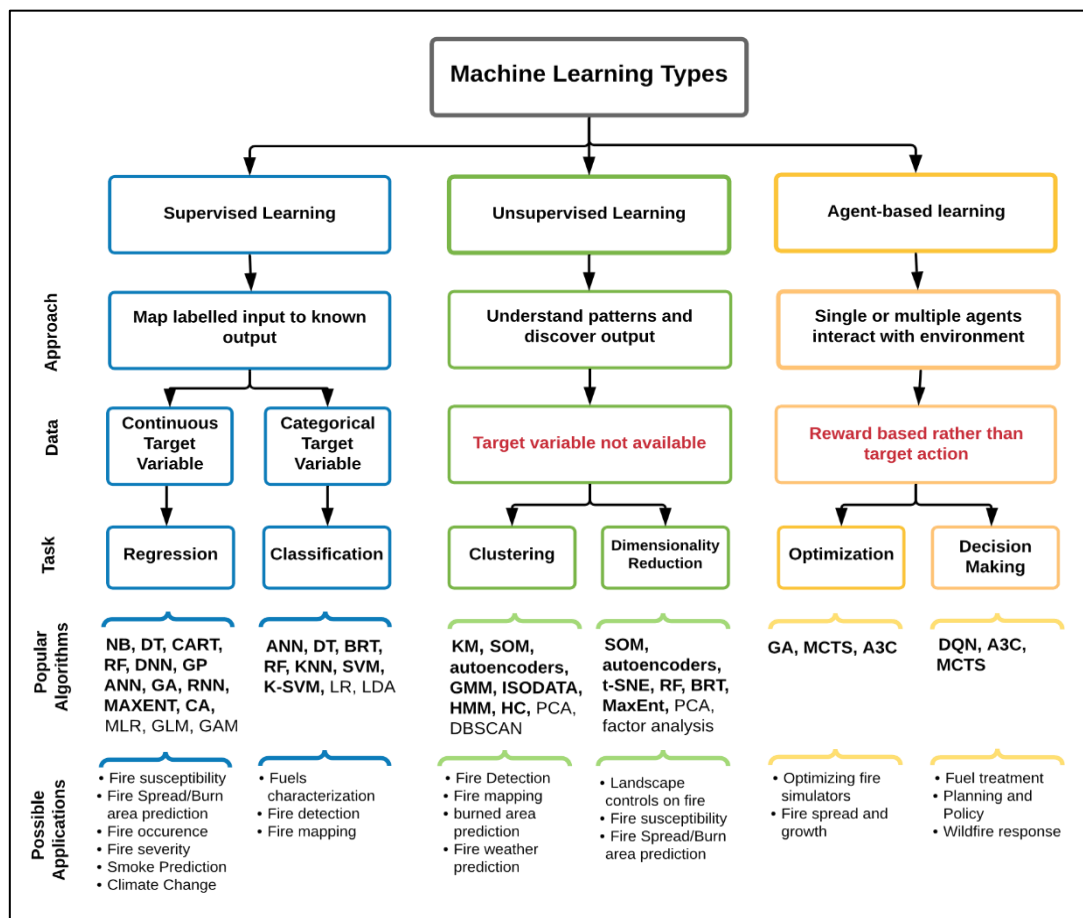 Machine Learning Types
Supervised Learning
Unsupervised Learning
Agent-based learning
Approach
Map labelled input to known
output
Understand patterns and
discover output
Single or multiple agents
interact with environment
Data
Continuous
Target
Variable
Categorical
Target
Variable
Target variable not available
Reward based rather than
target action
Task
Regression
Classification
Clustering
Dimensionality
Reduction
Optimization
Decision
Making
Popular
Algorithms
NB, DT, CART,
RF, DNN, GP
ANN, GA, RNN,
MAXENT, CA,
MLR, GLM, GAM
ANN, DT, BRT,
RF, KNN, SVM,
K-SVM, LR, LDA
KM, SOM,
autoencoders,
GMM, ISODATA,
HMM, HC, PCA,
DBSCAN
SOM,
autoencoders,
t-SNE, RF, BRT,
MaxEnt, PCA,
factor analysis
GA, MCTS, A3C
DQN, A3C,
MCTS
Possible
Applications
• Fire susceptibility
• Fire Spread/Burn
area prediction
• Fire occurence
• Fire severity
• Smoke Prediction
• Climate Change
• Fuels
characterization
• Fire detection
• Fire mapping
• Fire Detection
• Fire mapping
• burned area
prediction
• Fire weather
prediction
• Landscape
controls on fire
• Fire susceptibility
• Fire Spread/Burn
area prediction
• Optimizing fire
simulators
• Fire spread and
growth
• Fuel treatment
• Planning and
Policy
• Wildfire response